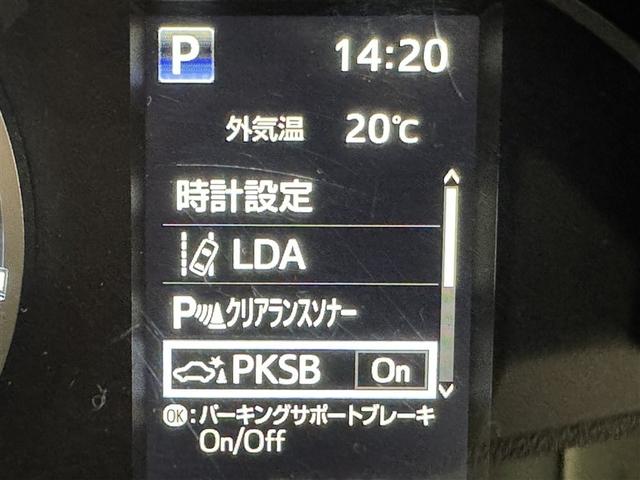 P 14:20
外気温 20℃
時計設定
LDA
Pクリアランスソナー
PKSB On
OK:パーキングサポートブレーキ
On/Off